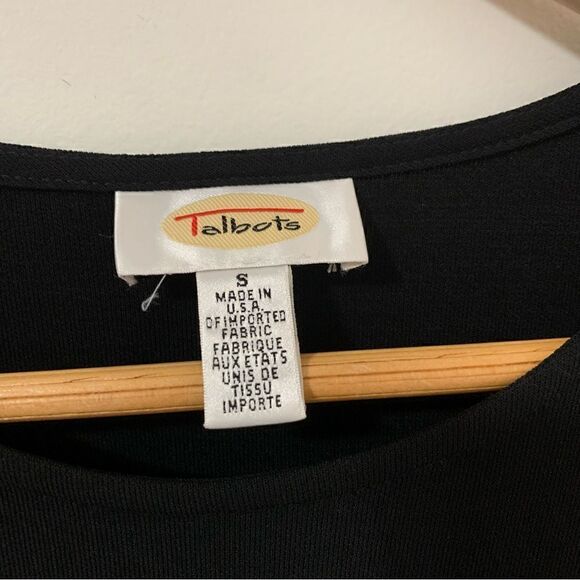 Talbots
S
MADE IN
U.S.A.
OF IMPORTED
FABRIC
FABRIQUE
AUX ETATS
UNIS DE
TISSU
IMPORTE